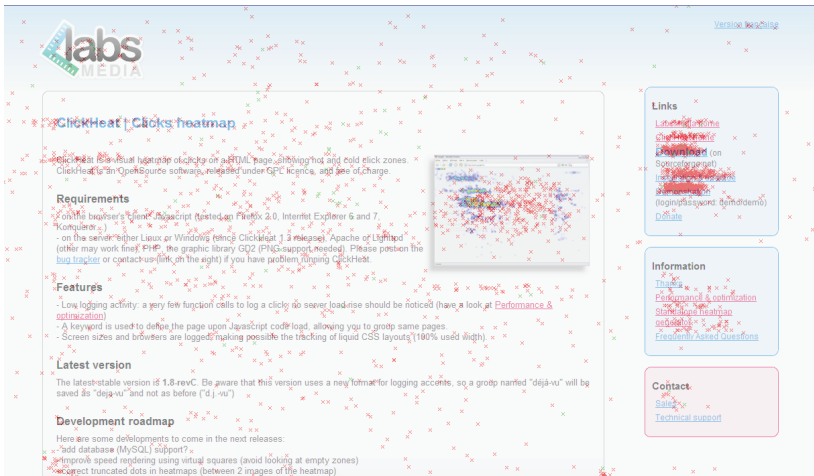 Version française
labs
MEDIA
ClickHeat | Clicks heatmap
ClickHeat is a visual heatmap of clicks on a HTML page, showing hot and cold click zones.
ClickHeat is an OpenSource software, released under GPL licence, and free of charge.
Requirements
- on the browser's client: Javascript (tested on Firefox 2.0, Internet Explorer 6 and 7,
Konqueror...)
- on the server: either Linux or Windows (since ClickHeat 1.3 release), Apache or Lighttpd
(other may work fine), PHP, the graphic library GD2 (PNG support needed). Please post on the
bug tracker or contact us (link on the right) if you have problem running ClickHeat.
Features
- Low logging activity: a very few function calls to log a click, no server load rise should be noticed (have a look at Performance &
optimization)
- A keyword is used to define the page upon Javascript code load, allowing you to group same pages.
- Screen sizes and browsers are logged, making possible the tracking of liquid CSS layouts (100% used width).
Latest version
The latest stable version is 1.8-revC. Be aware that this version uses a new format for logging accents, so a group named "déjà-vu" will be
saved as "deja-vu" and not as before ("d.j.-vu")
Development roadmap
Here are some developments to come in the next releases:
- add database (MySQL) support?
- improve speed rendering using virtual squares (avoid looking at empty zones)
- correct truncated dots in heatmaps (between 2 images of the heatmap)
Links
Download (on
Sourceforge.net)
(login/password: demo/demo)
Donate
Information
Thanks
Performance & optimization
Standalone heatmap
generator
Frequently Asked Questions
Contact
Sales
Technical support